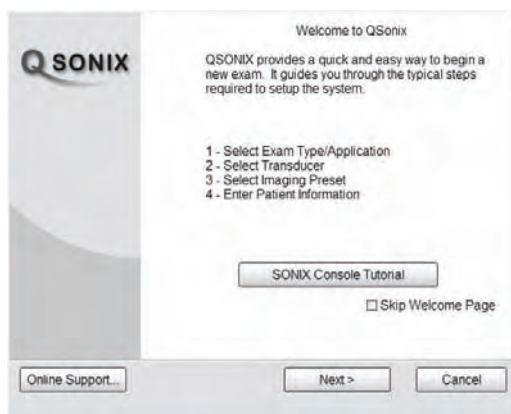 Q SONIX
Welcome to QSonix
QSONIX provides a quick and easy way to begin a
new exam. It guides you through the typical steps
required to setup the system.
1 - Select Exam Type/Application
2 - Select Transducer
3 - Select Imaging Preset
4 - Enter Patient Information
SONIX Console Tutorial
Skip Welcome Page
Online Support...
Next >
Cancel